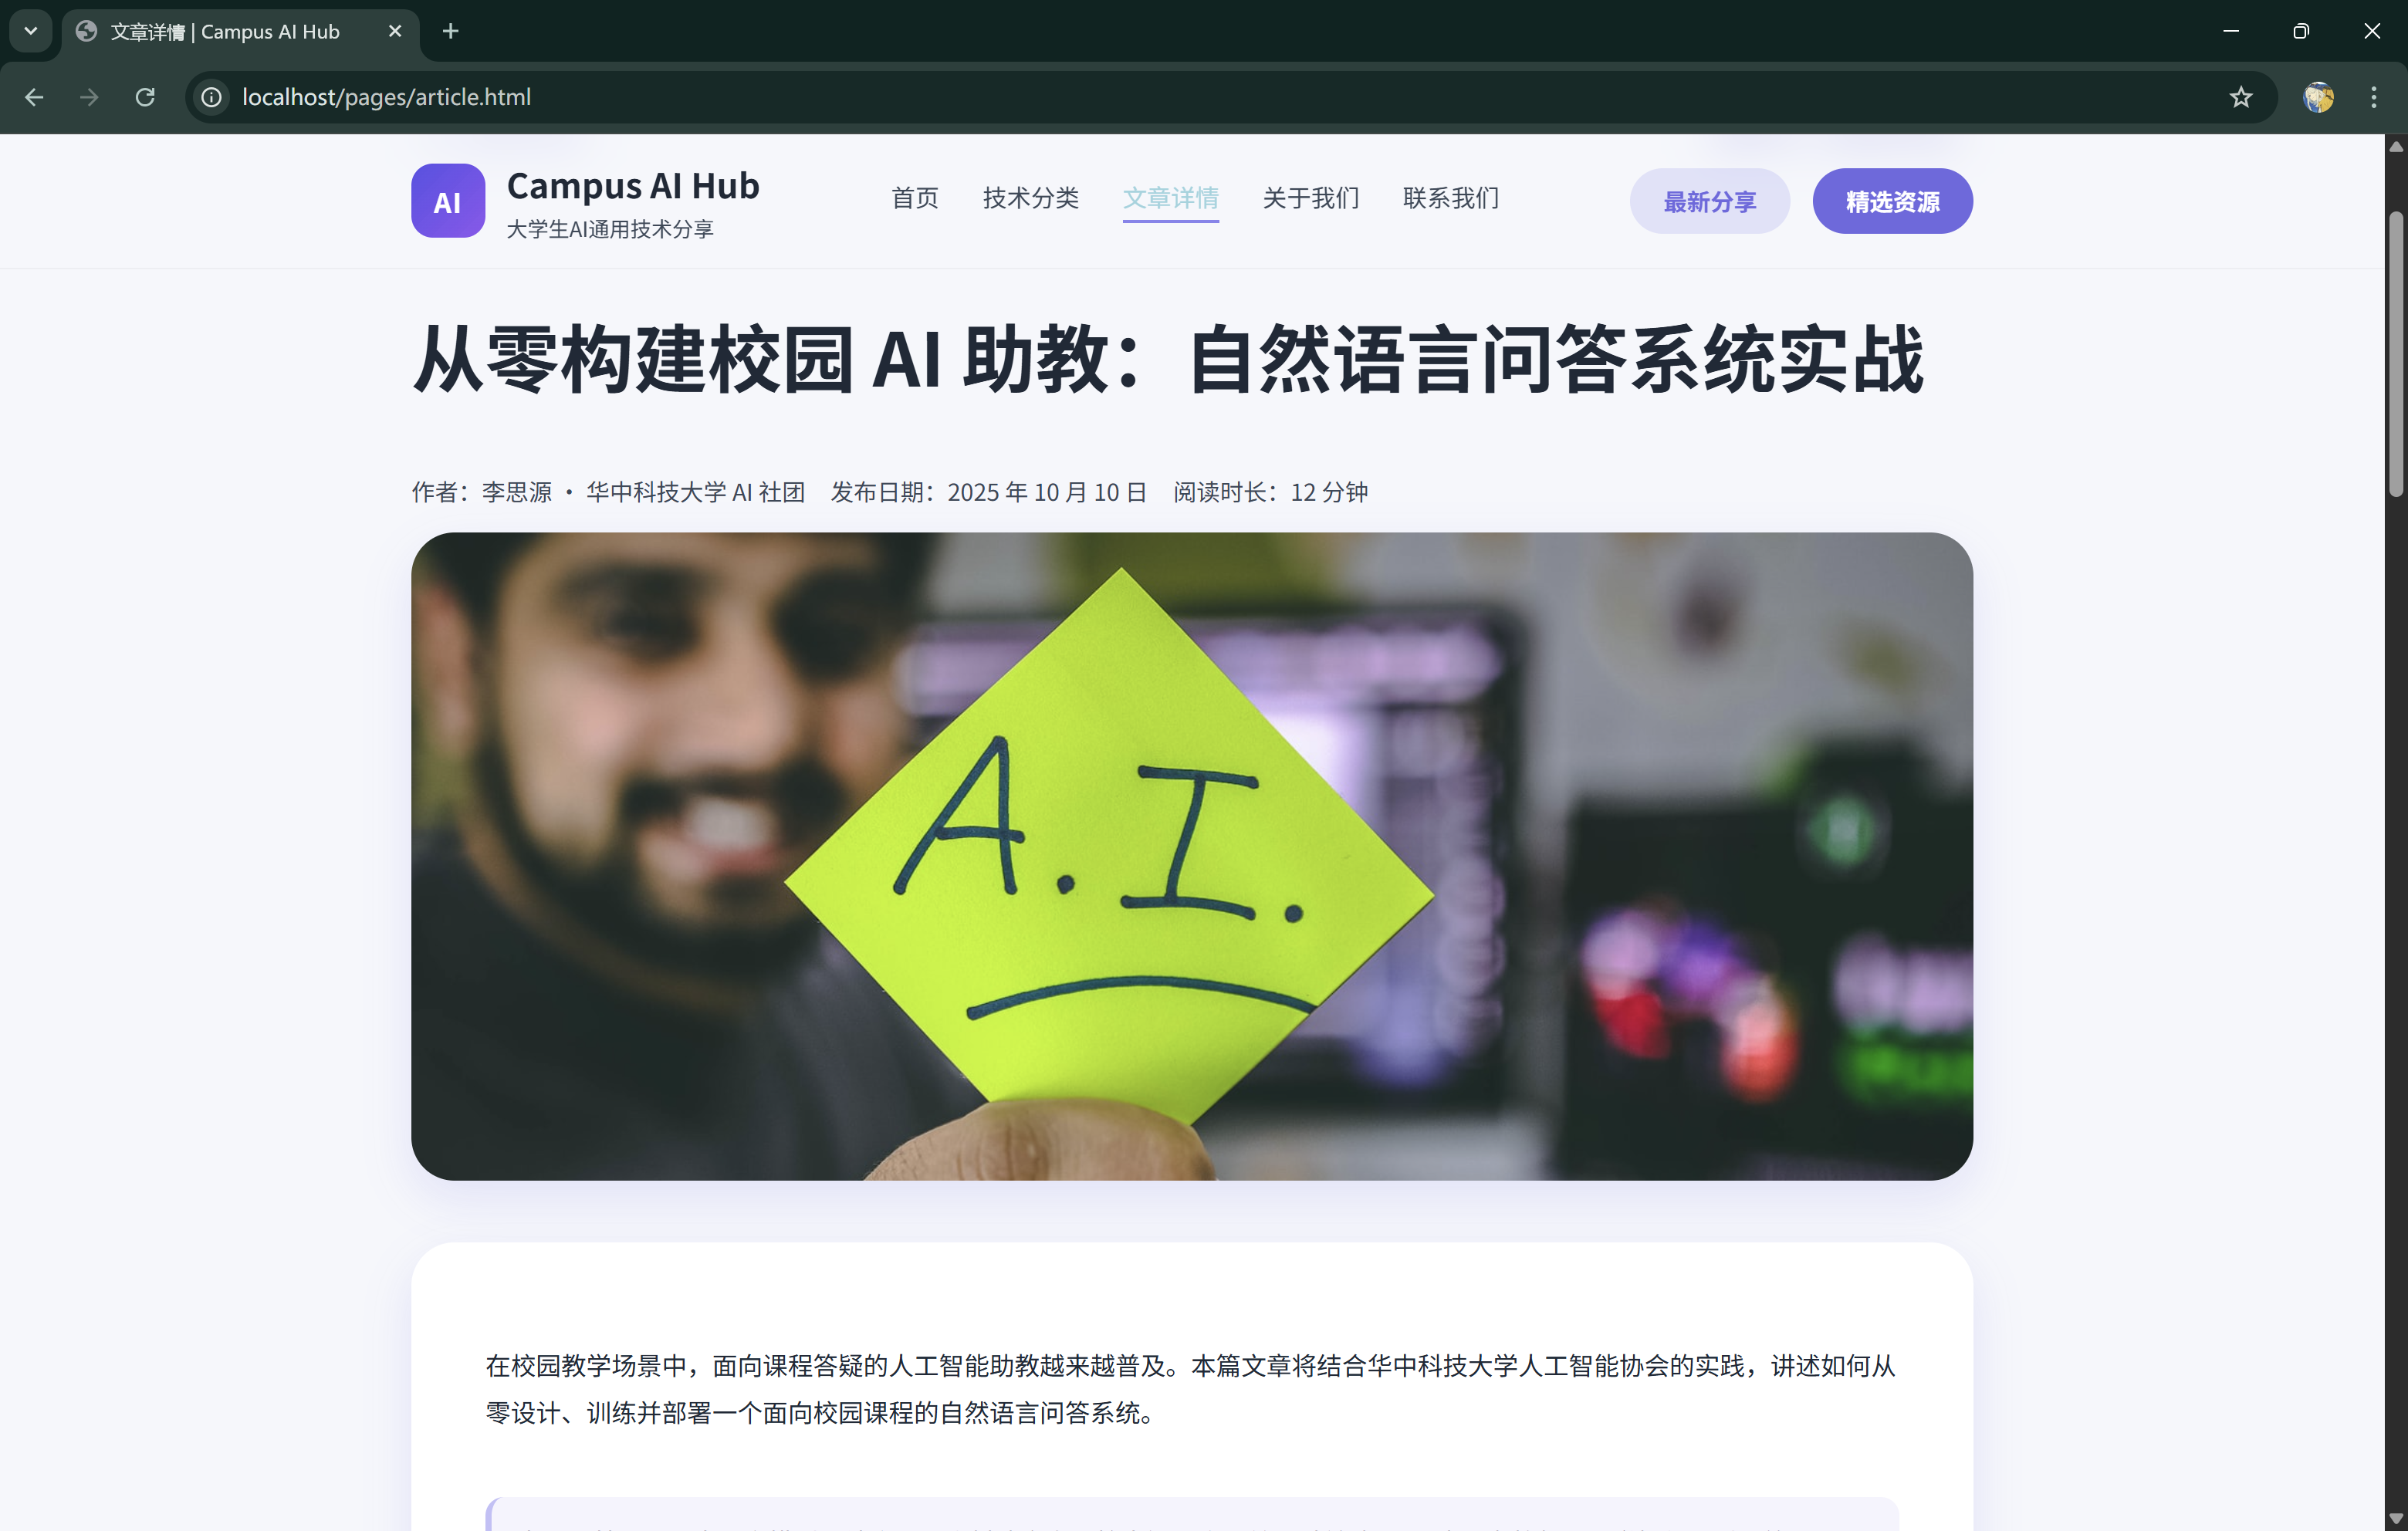 文章详情 | Campus AI Hub
localhost/pages/article.html
AI
Campus AI Hub
大学生AI通用技术分享
首页
技术分类
文章详情
关于我们
联系我们
最新分享
精选资源
从零构建校园 AI 助教：自然语言问答系统实战
作者：李思源 · 华中科技大学 AI 社团 发布日期：2025 年 10 月 10 日 阅读时长：12 分钟
A.I.
在校园教学场景中，面向课程答疑的人工智能助教越来越普及。本篇文章将结合华中科技大学人工智能协会的实践，讲述如何从
零设计、训练并部署一个面向校园课程的自然语言问答系统。